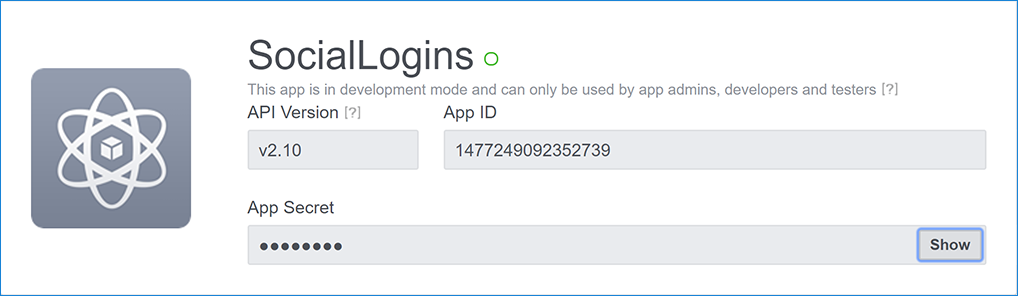 SocialLogins
This app is in development mode and can only be used by app admins, developers and testers [?]
API Version [?] App ID
v2.10 1477249092352739
App Secret
●●●●●●●● Show